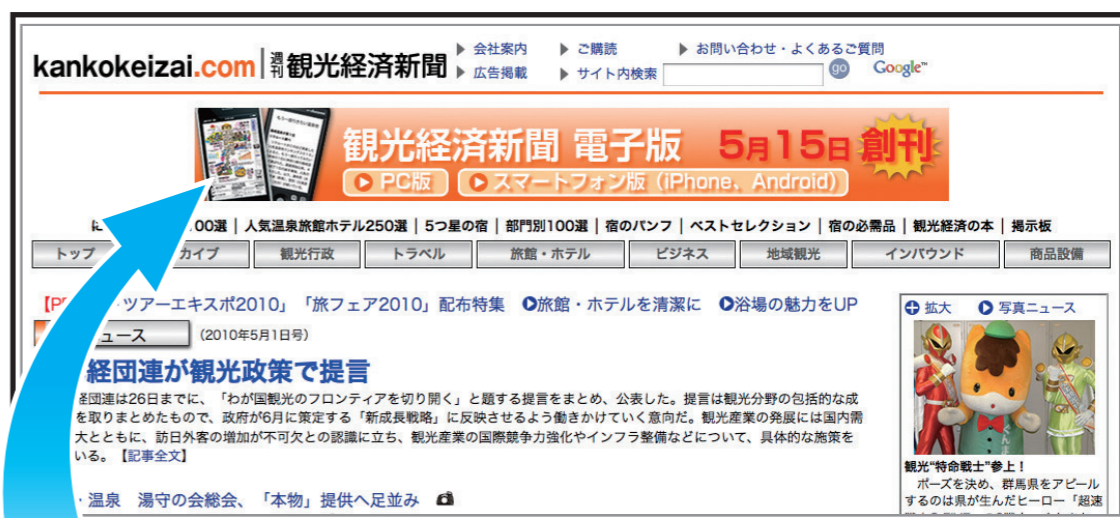 kankokeizai.com 週刊 観光経済新聞
会社案内 ご購読 お問い合わせ・よくあるご質問
広告掲載 サイト内検索 go Google™
観光経済新聞 電子版 5月15日 創刊
PC版 スマートフォン版（iPhone、Android）
00選 | 人気温泉旅館ホテル250選 | 5つ星の宿 | 部門別100選 | 宿のパンフ | ベストセレクション | 宿の必需品 | 観光経済の本 | 掲示板
トップ カイブ 観光行政 トラベル 旅館・ホテル ビジネス 地域観光 インバウンド 商品設備
ツアーエキスポ2010」「旅フェア2010」配布特集 旅館・ホテルを清潔に 浴場の魅力をUP
ュース （2010年5月1日号）
経団連が観光政策で提言
経団連は26日までに、「わが国観光のフロンティアを切り開く」と題する提言をまとめ、公表した。提言は観光分野の包括的な成
を取りまとめたもので、政府が6月に策定する「新成長戦略」に反映させるよう働きかけていく意向だ。観光産業の発展には国内需
大とともに、訪日外客の増加が不可欠との認識に立ち、観光産業の国際競争力強化やインフラ整備などについて、具体的な施策を
いる。【記事全文】
・温泉 湯守の会総会、「本物」提供へ足並み
拡大 写真ニュース
観光“特命戦士”参上！
ポーズを決め、群馬県をアピール
するのは県が生んだヒーロー「超速